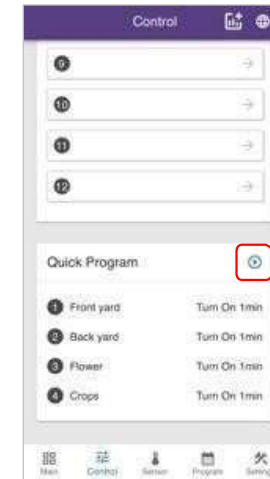 Control
9
10
11
12
Quick Program
1 Front yard Turn On 1min
2 Back yard Turn On 1min
3 Flower Turn On 1min
4 Crops Turn On 1min
Main Control Sensor Program Setting